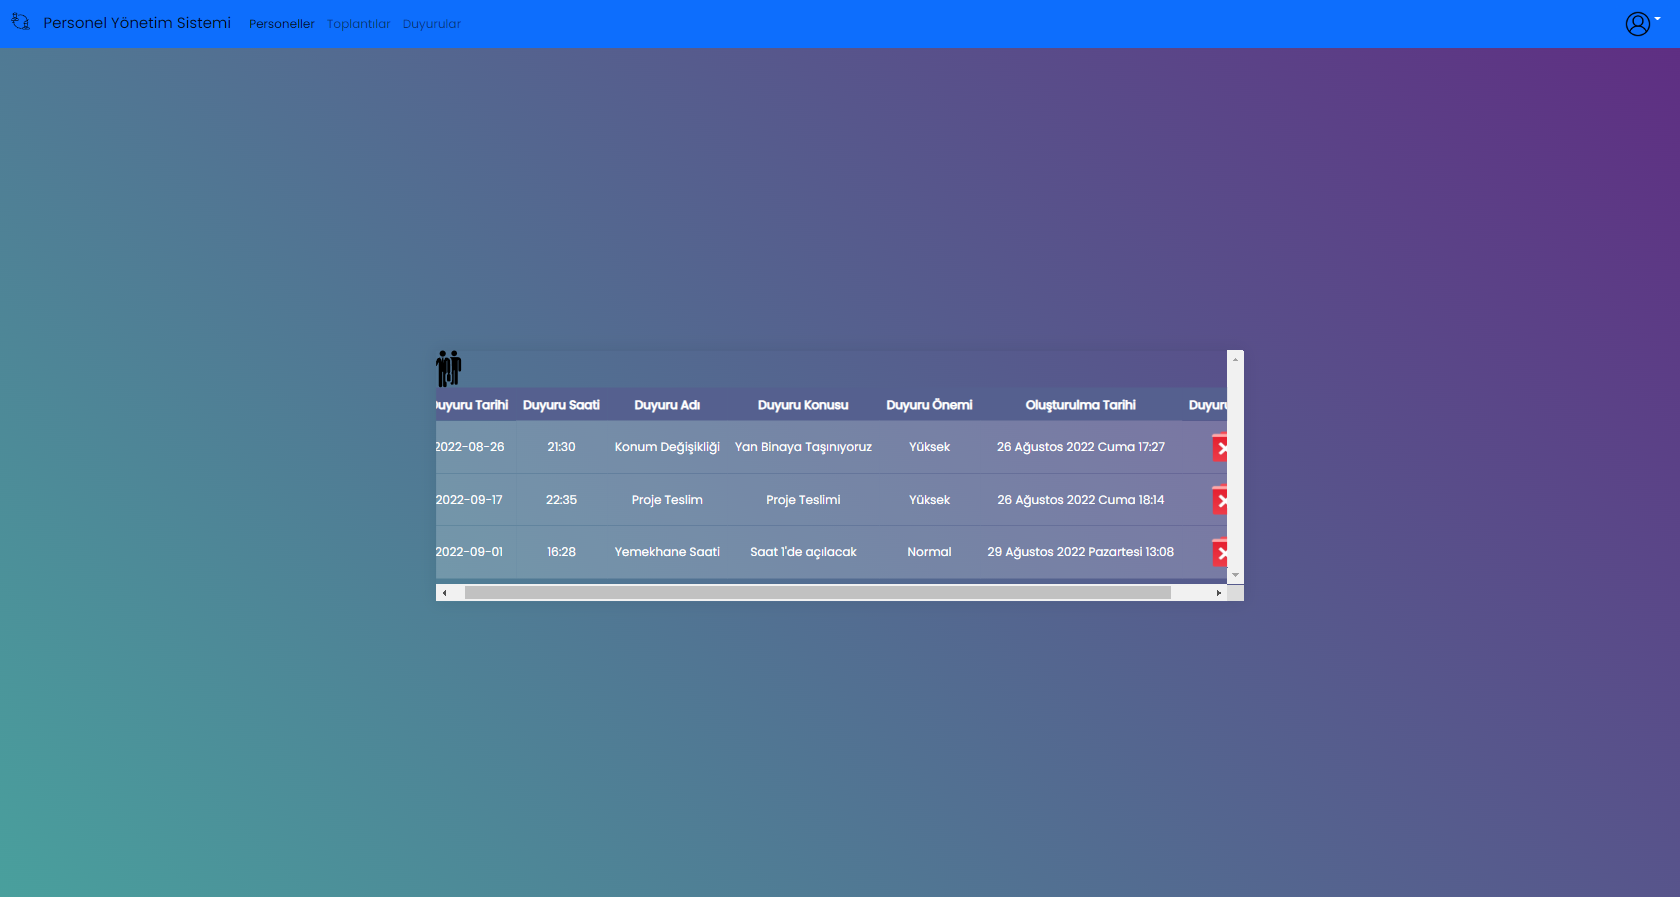 Personel Yönetim Sistemi Personeller Toplantılar Duyurular
Tarihi Duyuru Saati Duyuru Adı Duyuru Konusu Duyuru Önemi Oluşturulma Tarihi
2022-08-26 21:30 Konum Değişikliği Yan Binaya Taşınıyoruz Yüksek 26 Ağustos 2022 Cuma 17:27
2022-09-17 22:35 Proje Teslim Proje Teslimi Yüksek 26 Ağustos 2022 Cuma 18:14
2022-09-01 16:28 Yemekhane Saati Saat 1'de açılacak Normal 29 Ağustos 2022 Pazartesi 13:08